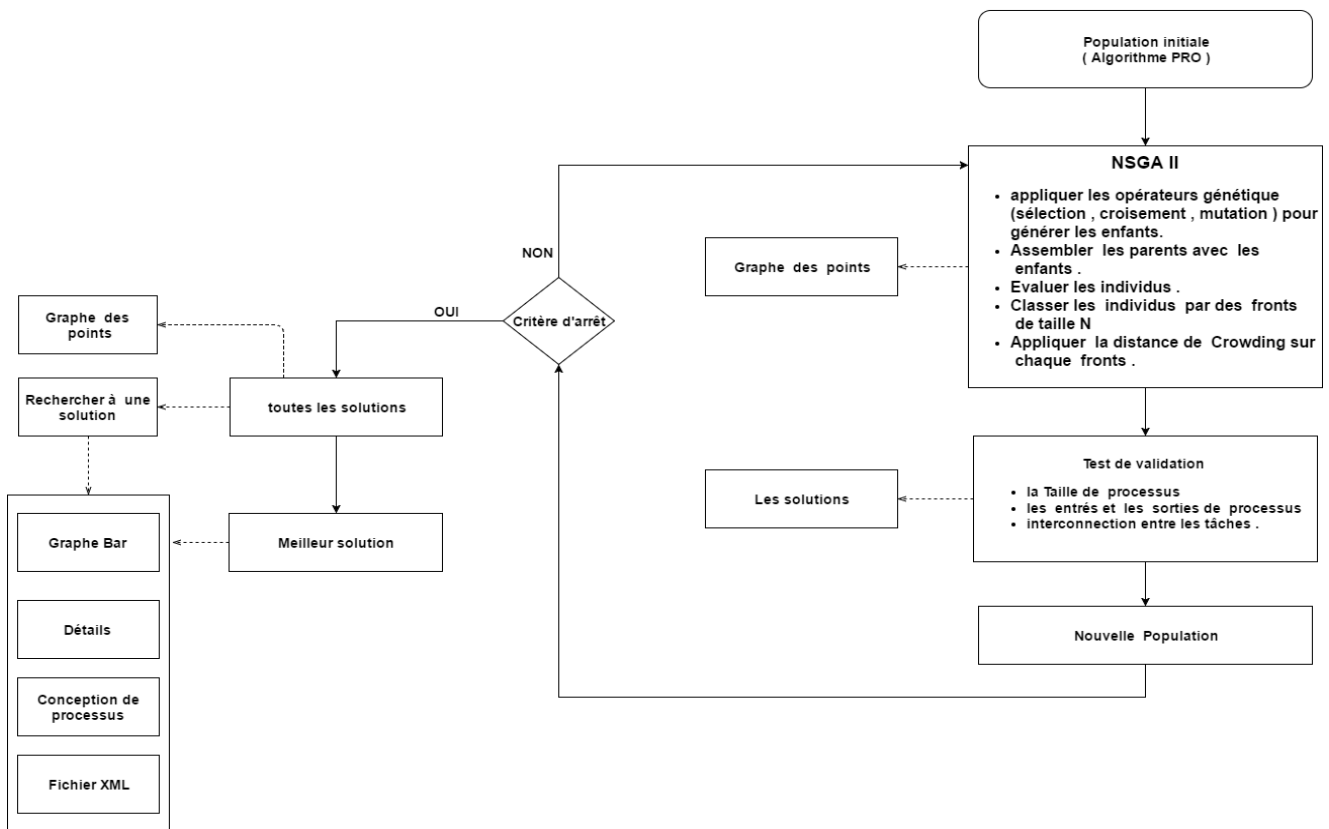 Population initiale
( Algorithme PRO )
NSGA II
• appliquer les opérateurs génétique
(sélection , croisement , mutation ) pour
générer les enfants.
• Assembler les parents avec les
enfants .
• Evaluer les individus .
• Classer les individus par des fronts
de taille N
• Appliquer la distance de Crowding sur
chaque fronts .
Graphe des points
NON
Critère d'arrêt
OUI
Graphe des
points
Rechercher à une
solution
toutes les solutions
Test de validation
• la Taille de processus
• les entrés et les sorties de processus
• interconnection entre les tâches .
Les solutions
Graphe Bar
Meilleur solution
Détails
Nouvelle Population
Conception de
processus
Fichier XML